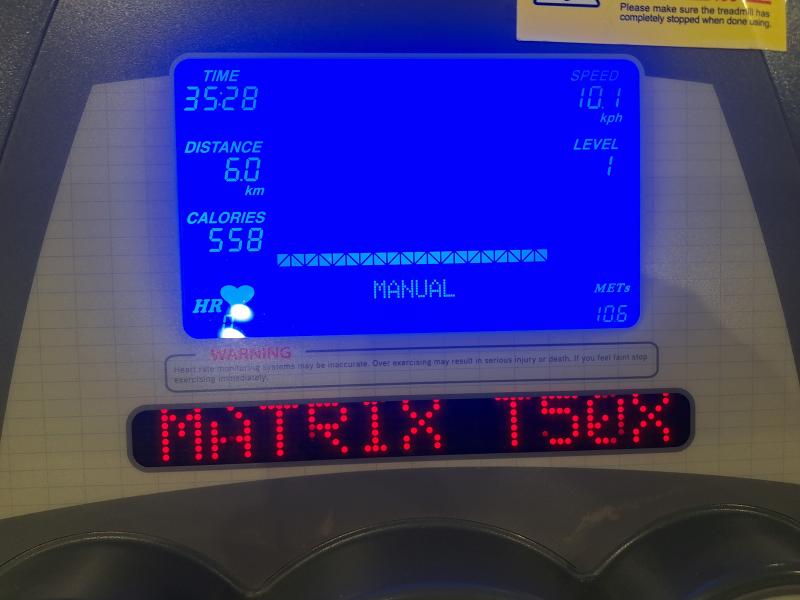 Please make sure the treadmill has
completely stopped when done using.
TIME
35:28
SPEED
10.1
kph
DISTANCE
6.0
km
LEVEL
1
CALORIES
558
MANUAL
HR
METs
10.6
WARNING
Heart rate monitoring systems may be inaccurate. Over exercising may result in serious injury or death. If you feel faint stop
exercising immediately.
MATRIX T50X